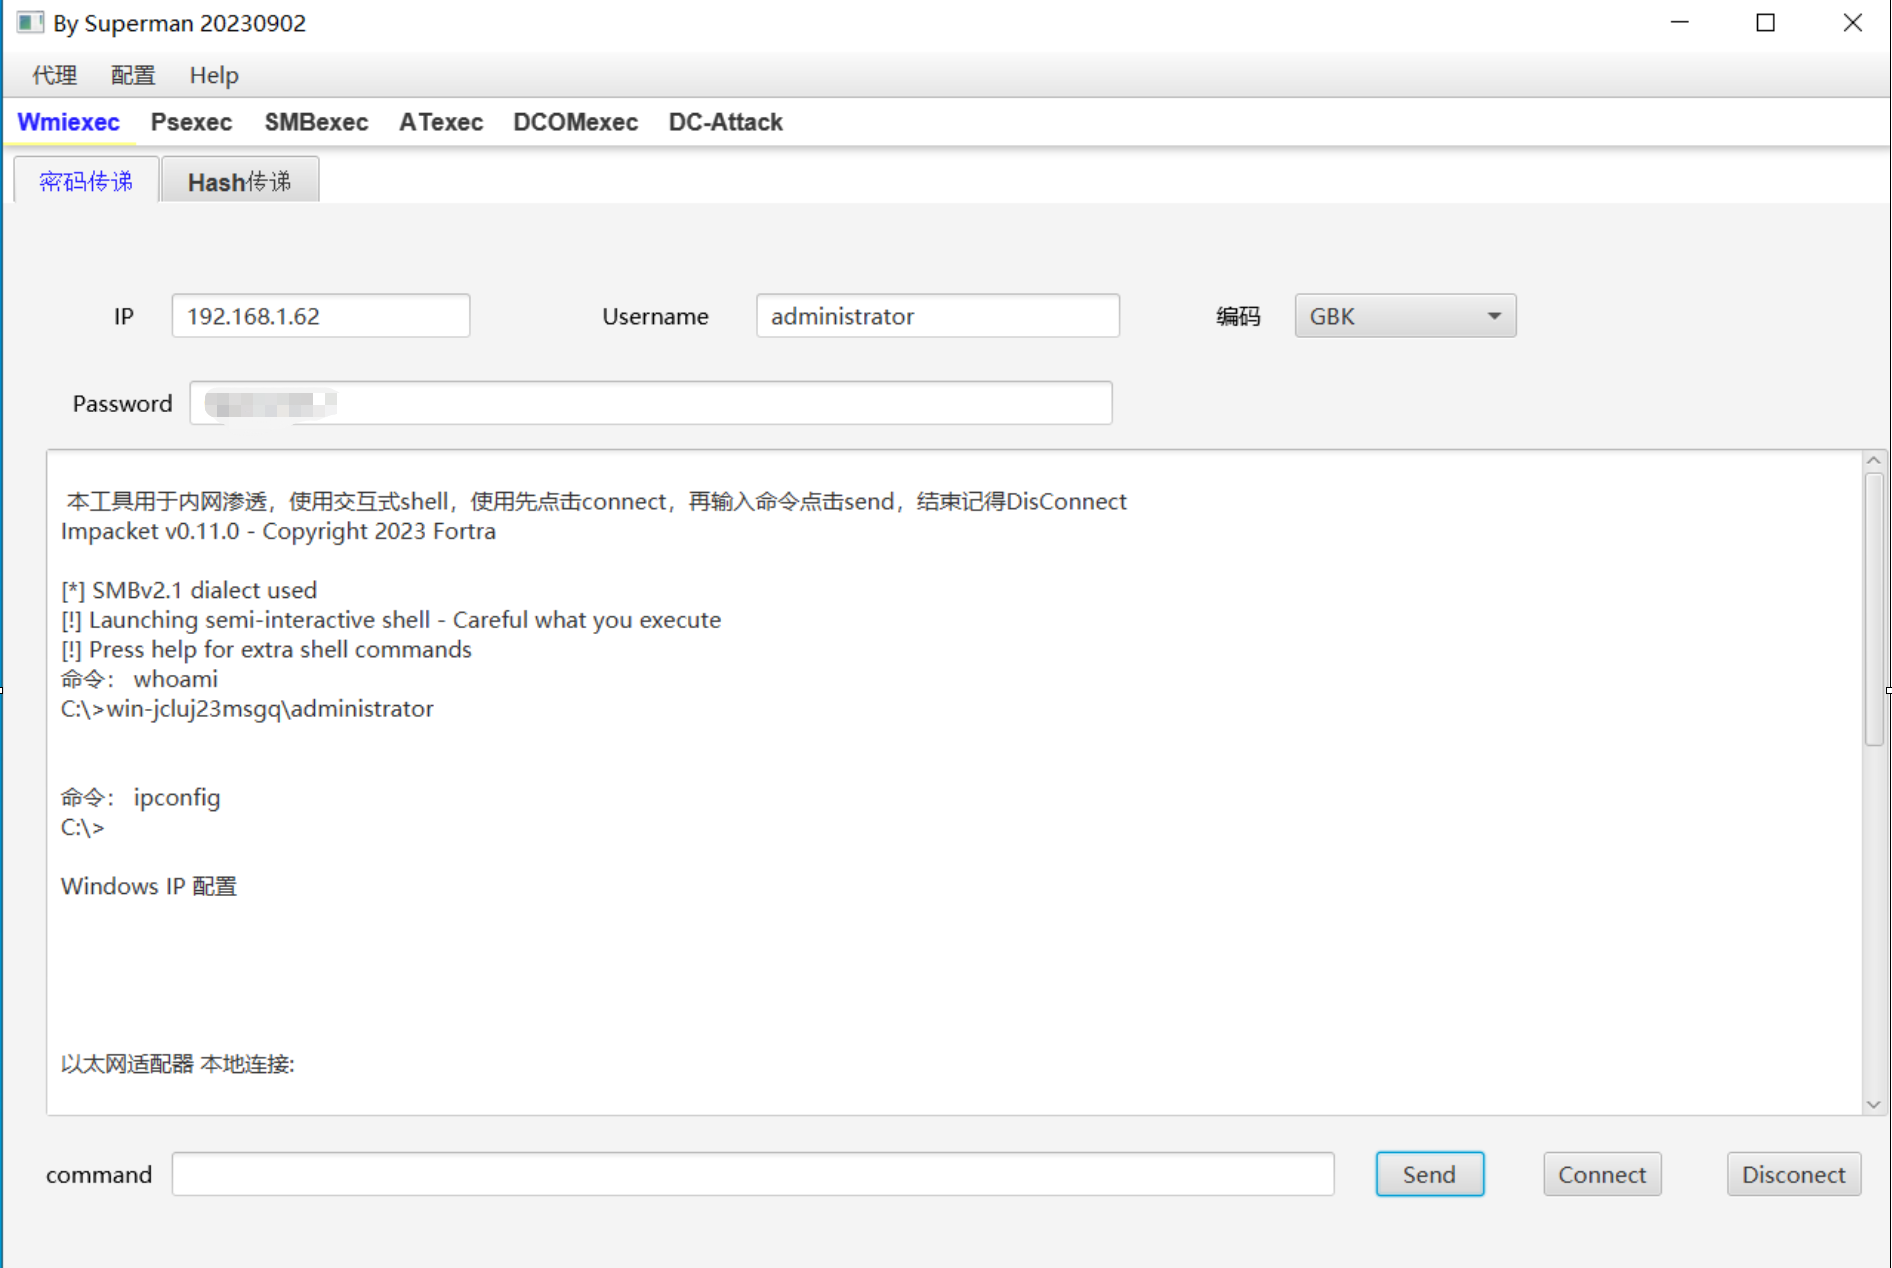 By Superman 20230902
代理 配置 Help
Wmiexec Psexec SMBexec ATexec DCOMexec DC-Attack
密码传递 Hash传递
IP 192.168.1.62 Username administrator 编码 GBK
Password
本工具用于内网渗透，使用交互式shell，使用先点击connect，再输入命令点击send，结束记得DisConnect
Impacket v0.11.0 - Copyright 2023 Fortra
[*] SMBv2.1 dialect used
[!] Launching semi-interactive shell - Careful what you execute
[!] Press help for extra shell commands
命令： whoami
C:\>win-jcluj23msgq\administrator
命令： ipconfig
C:\>
Windows IP 配置
以太网适配器 本地连接:
command Send Connect Disconect